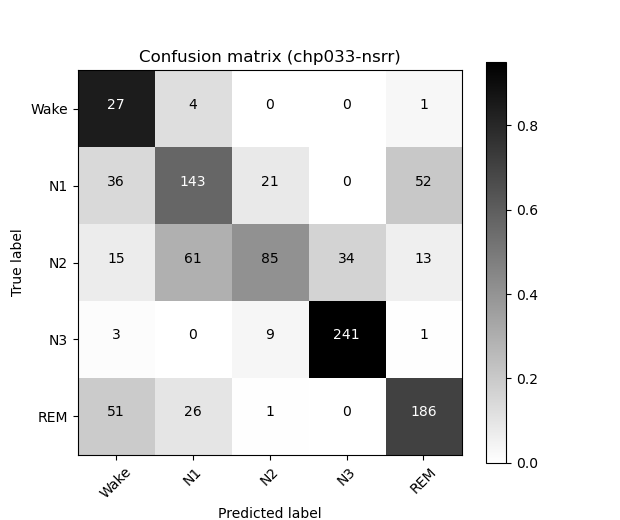 Confusion matrix (chp033-nsrr)
True label
Wake 27 4 0 0 1
N1 36 143 21 0 52
N2 15 61 85 34 13
N3 3 0 9 241 1
REM 51 26 1 0 186
Wake N1 N2 N3 REM
Predicted label
0.8
0.6
0.4
0.2
0.0